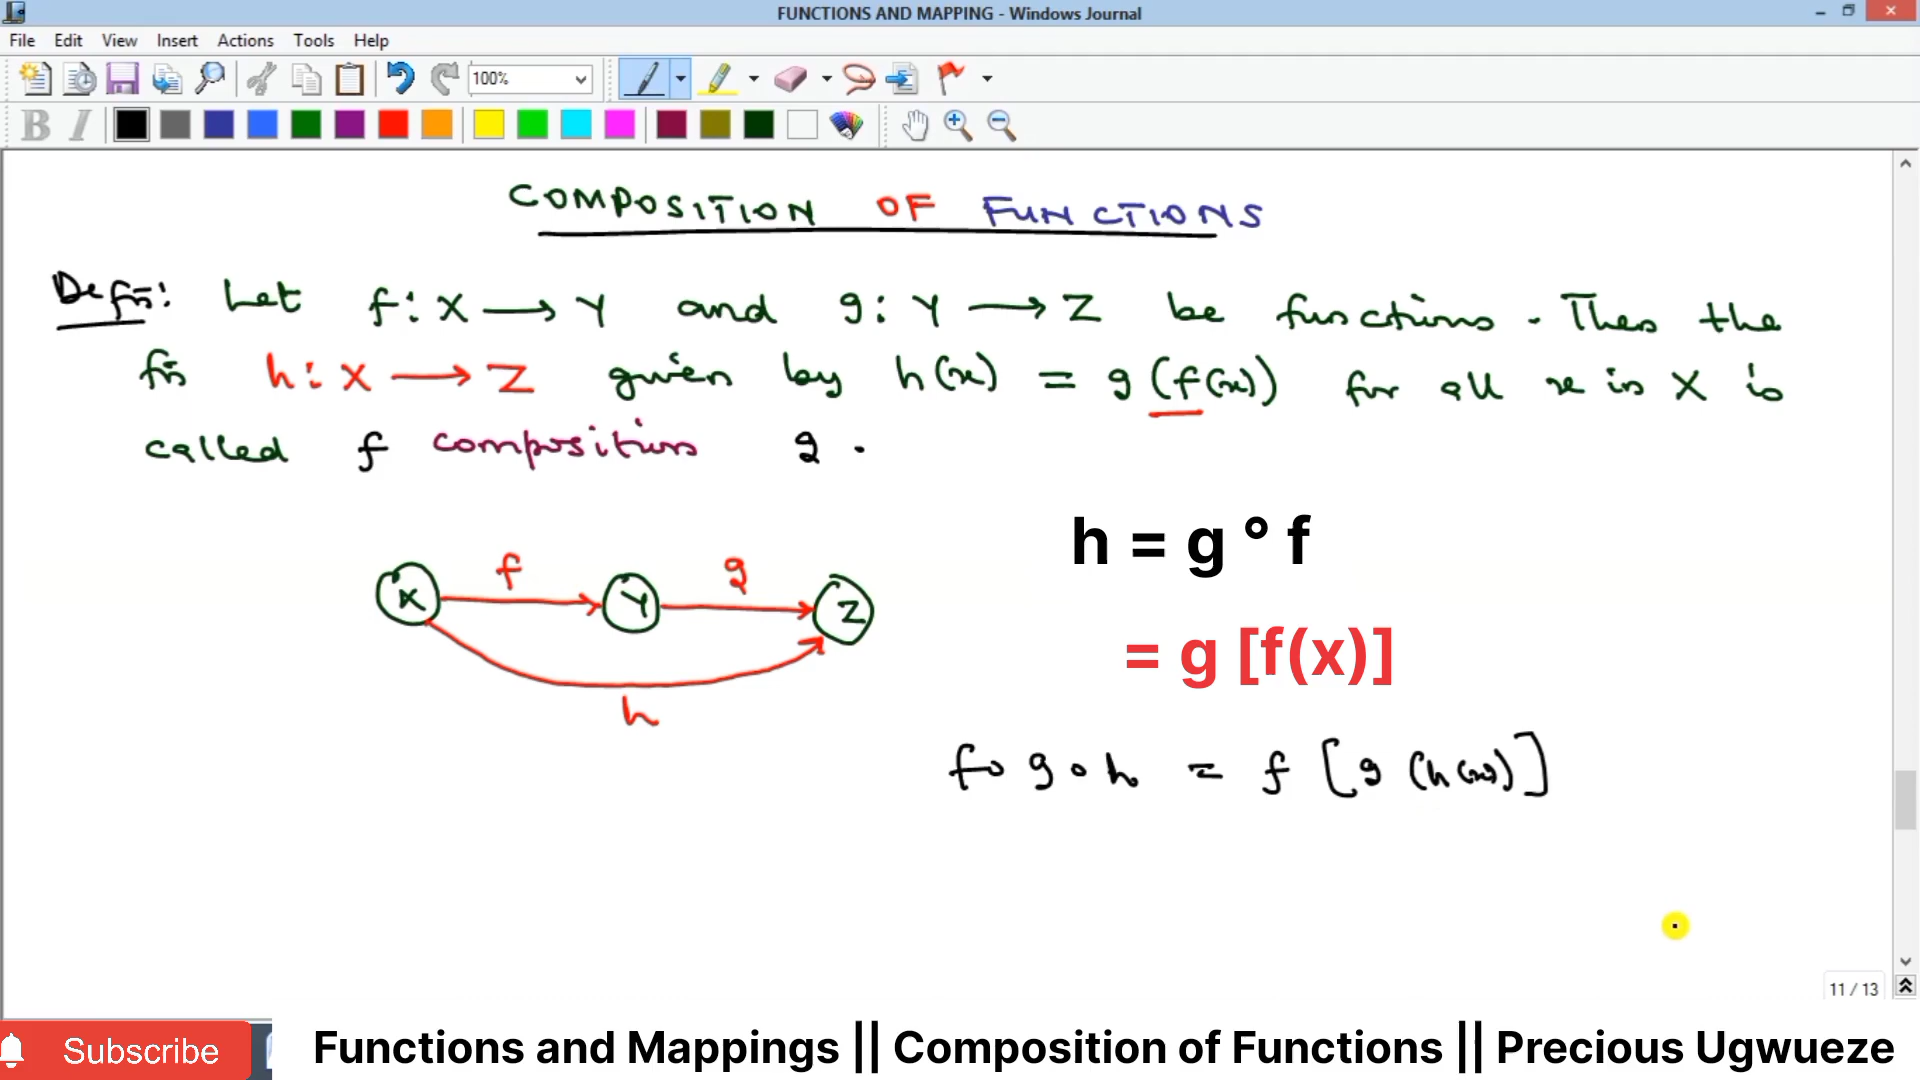 FUNCTIONS AND MAPPING - Windows Journal
File Edit View Insert Actions Tools Help
100%
B I
COMPOSITION OF FUNCTIONS
Defn: Let f: X → Y and g: Y → Z be functions. Then the
fn h: X → Z given by h(x) = g (f(x)) for all x in X is
called f composition g.
f g
X Y Z
h
h = g ° f
= g [f(x)]
f∘g∘h = f [g (h(x))]
11 / 13
Subscribe
Functions and Mappings || Composition of Functions || Precious Ugwueze